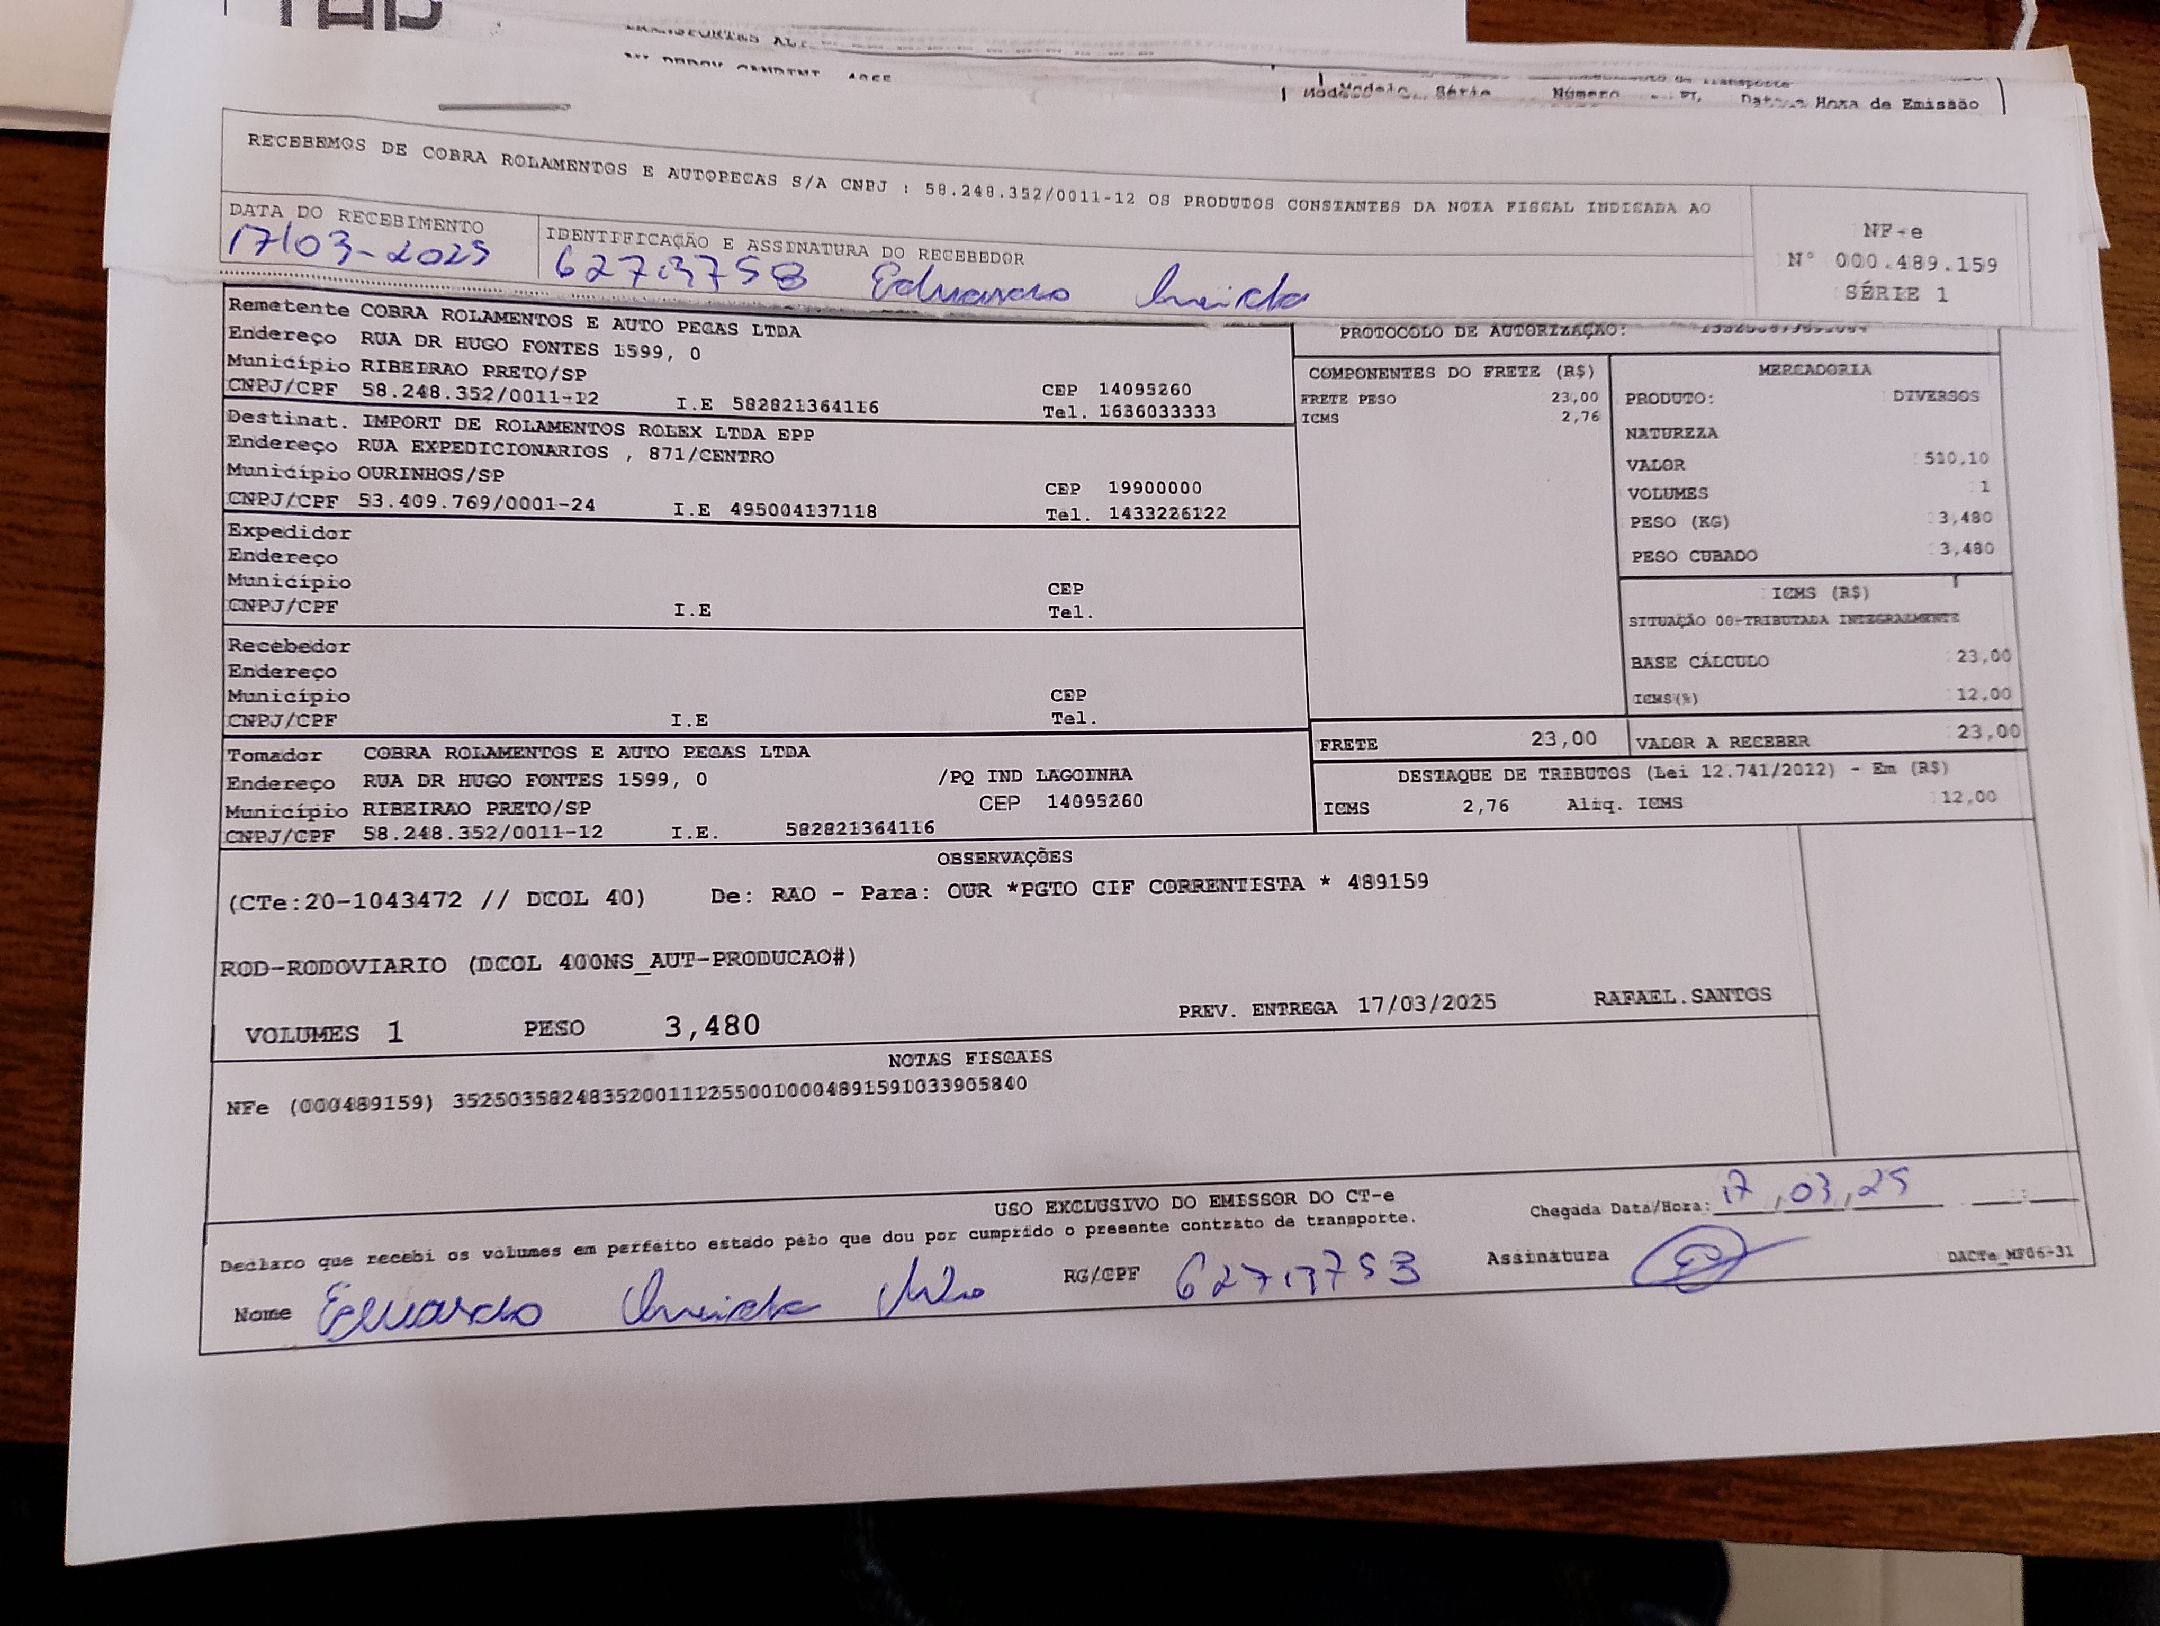 TRANSPORTES
Modelo Série Número Data e Hora de Emissão
RECEBEMOS DE COBRA ROLAMENTOS E AUTOPECAS S/A CNPJ : 58.248.352/0011-12 OS PRODUTOS CONSTANTES DA NOTA FISCAL INDICADA AO
NF-e
Nº 000.489.159
SÉRIE 1
DATA DO RECEBIMENTO
17/03-2025
IDENTIFICAÇÃO E ASSINATURA DO RECEBEDOR
Eduardo
Remetente COBRA ROLAMENTOS E AUTO PECAS LTDA
Endereço RUA DR HUGO FONTES 1599, 0
Município RIBEIRAO PRETO/SP CEP 14095260
CNPJ/CPF 58.248.352/0011-12 I.E 582821364116 Tel. 1636033333
Destinat. IMPORT DE ROLAMENTOS ROLEX LTDA EPP
Endereço RUA EXPEDICIONARIOS , 871/CENTRO
Município OURINHOS/SP CEP 19900000
CNPJ/CPF 53.409.769/0001-24 I.E 495004137118 Tel. 1433226122
Expedidor
Endereço
Município CEP
CNPJ/CPF I.E Tel.
Recebedor
Endereço
Município CEP
CNPJ/CPF I.E Tel.
Tomador COBRA ROLAMENTOS E AUTO PECAS LTDA
Endereço RUA DR HUGO FONTES 1599, 0 /PQ IND LAGOINHA
Município RIBEIRAO PRETO/SP CEP 14095260
CNPJ/CPF 58.248.352/0011-12 I.E. 582821364116
PROTOCOLO DE AUTORIZAÇÃO:
COMPONENTES DO FRETE (R$)
FRETE PESO 23,00
ICMS 2,76
MERCADORIA
PRODUTO: DIVERSOS
NATUREZA
VALOR 510,10
VOLUMES 1
PESO (KG) 3,480
PESO CUBADO 3,480
ICMS (R$)
SITUAÇÃO 00-TRIBUTADA INTEGRALMENTE
BASE CÁLCULO 23,00
ICMS(%) 12,00
FRETE 23,00 VALOR A RECEBER 23,00
DESTAQUE DE TRIBUTOS (Lei 12.741/2022) - Em (R$)
ICMS 2,76 Aliq. ICMS 12,00
OBSERVAÇÕES
(CTe:20-1043472 // DCOL 40) De: RAO - Para: OUR *PGTO CIF CORRENTISTA * 489159
ROD-RODOVIARIO (DCOL 400NS_AUT-PRODUCAO#)
VOLUMES 1 PESO 3,480 PREV. ENTREGA 17/03/2025 RAFAEL.SANTOS
NOTAS FISCAIS
NFe (000489159) 35250358248352001112550010004891591033905840
USO EXCLUSIVO DO EMISSOR DO CT-e
Declaro que recebi os volumes em perfeito estado pelo que dou por cumprido o presente contrato de transporte.
Chegada Data/Hora: 17,03,25
Nome Eduardo RG/CPF Assinatura DACTe_MF06-31